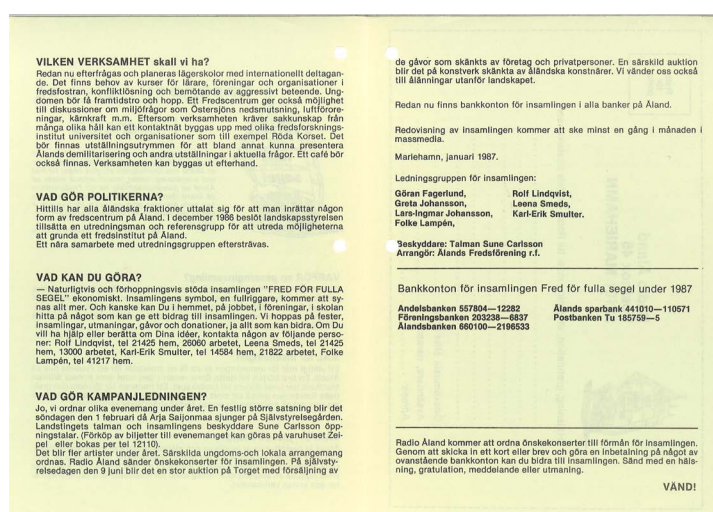 VILKEN VERKSAMHET skall vi ha?
Redan nu efterfrågas och planeras lägerskolor med internationellt deltagan-
de. Det finns behov av kurser för lärare, föreningar och organisationer i
fredsfostran, konfliktlösning och bemötande av aggressivt beteende. Ung-
domen bör få framtidstro och hopp. Ett Fredscentrum ger också möjlighet
till diskussioner om miljöfrågor som Östersjöns nedsmutsning, luftförore-
ningar, kärnkraft m.m. Eftersom verksamheten kräver sakkunskap från
många olika håll kan ett kontaktnät byggas upp med olika fredsforsknings-
institut universitet och organisationer som till exempel Röda Korset. Det
bör finnas utställningsutrymmen för att bland annat kunna presentera
Ålands demilitarisering och andra utställningar i aktuella frågor. Ett café bör
också finnas. Verksamheten kan byggas ut efterhand.
VAD GÖR POLITIKERNA?
Hittills har alla åländska fraktioner uttalat sig för att man inrättar någon
form av fredscentrum på Åland. I december 1986 beslöt landskapsstyrelsen
tillsätta en utredningsman och referensgrupp för att utreda möjligheterna
att grunda ett fredsinstitut på Åland.
Ett nära samarbete med utredningsgruppen eftersträvas.
VAD KAN DU GÖRA?
— Naturligtvis och förhoppningsvis stöda insamlingen "FRED FÖR FULLA
SEGEL" ekonomiskt. Insamlingens symbol, en fullriggare, kommer att sy-
nas allt mer. Och kanske kan Du i hemmet, på jobbet, i föreningen, i skolan
hitta på något som kan ge ett bidrag till insamlingen. Vi hoppas på fester,
insamlingar, utmaningar, gåvor och donationer, ja allt som kan bidra. Om Du
vill ha hjälp eller berätta om Dina idéer, kontakta någon av följande perso-
ner: Rolf Lindqvist, tel 21425 hem, 26060 arbetet, Leena Smeds, tel 21425
hem, 13000 arbetet, Karl-Erik Smulter, tel 14584 hem, 21822 arbetet, Folke
Lampén, tel 41217 hem.
VAD GÖR KAMPANJLEDNINGEN?
Jo, vi ordnar olika evenemang under året. En festlig större satsning blir det
söndagen den 1 februari då Arja Saijonmaa sjunger på Självstyrelsegården.
Landstingets talman och insamlingens beskyddare Sune Carlsson öpp-
ningstalar. (Förköp av biljetter till evenemanget kan göras på varuhuset Zei-
pel eller bokas per tel 12110).
Det blir fler artister under året. Särskilda ungdoms-och lokala arrangemang
ordnas. Radio Åland sänder önskekonserter för insamlingen. På självsty-
relsedagen den 9 juni blir det en stor auktion på Torget med försäljning av
de gåvor som skänkts av företag och privatpersoner. En särskild auktion
blir det på konstverk skänkta av åländska konstnärer. Vi vänder oss också
till ålänningar utanför landskapet.
Redan nu finns bankkonton för insamlingen i alla banker på Åland.
Redovisning av insamlingen kommer att ske minst en gång i månaden i
massmedia.
Mariehamn, januari 1987.
Ledningsgruppen för insamlingen:
Göran Fagerlund, Rolf Lindqvist,
Greta Johansson, Leena Smeds,
Lars-Ingmar Johansson, Karl-Erik Smulter.
Folke Lampén,
Beskyddare: Talman Sune Carlsson
Arrangör: Ålands Fredsförening r.f.
Bankkonton för insamlingen Fred för fulla segel under 1987
Andelsbanken 557804—12282 Ålands sparbank 441010—110571
Föreningsbanken 203238—6837 Postbanken Tu 185759—5
Ålandsbanken 660100—2196533
Radio Åland kommer att ordna önskekonserter till förmån för insamlingen.
Genom att skicka in ett kort eller brev och göra en inbetalning på något av
ovanstående bankkonton kan du bidra till insamlingen. Sänd med en häls-
ning, gratulation, meddelande eller utmaning.
VÄND!